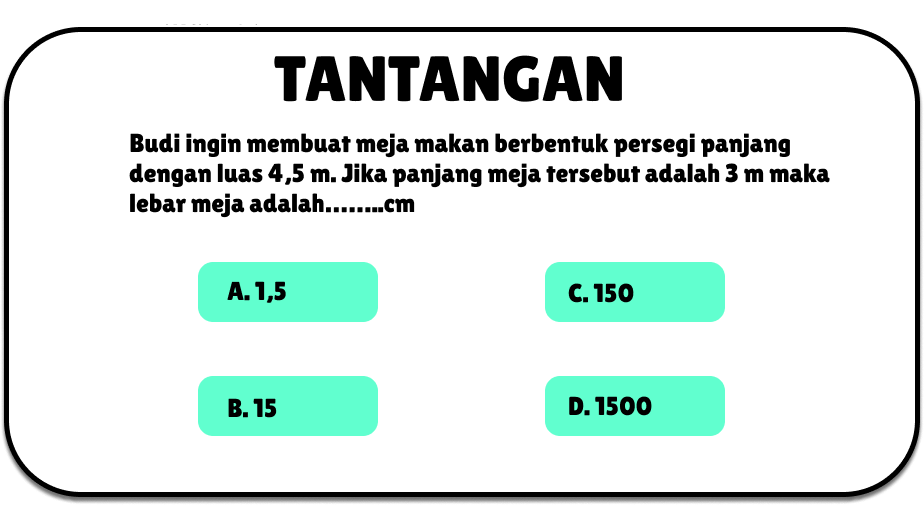 TANTANGAN
Budi ingin membuat meja makan berbentuk persegi panjang
dengan luas 4,5 m. Jika panjang meja tersebut adalah 3 m maka
lebar meja adalah........cm
A. 1,5
C. 150
B. 15
D. 1500